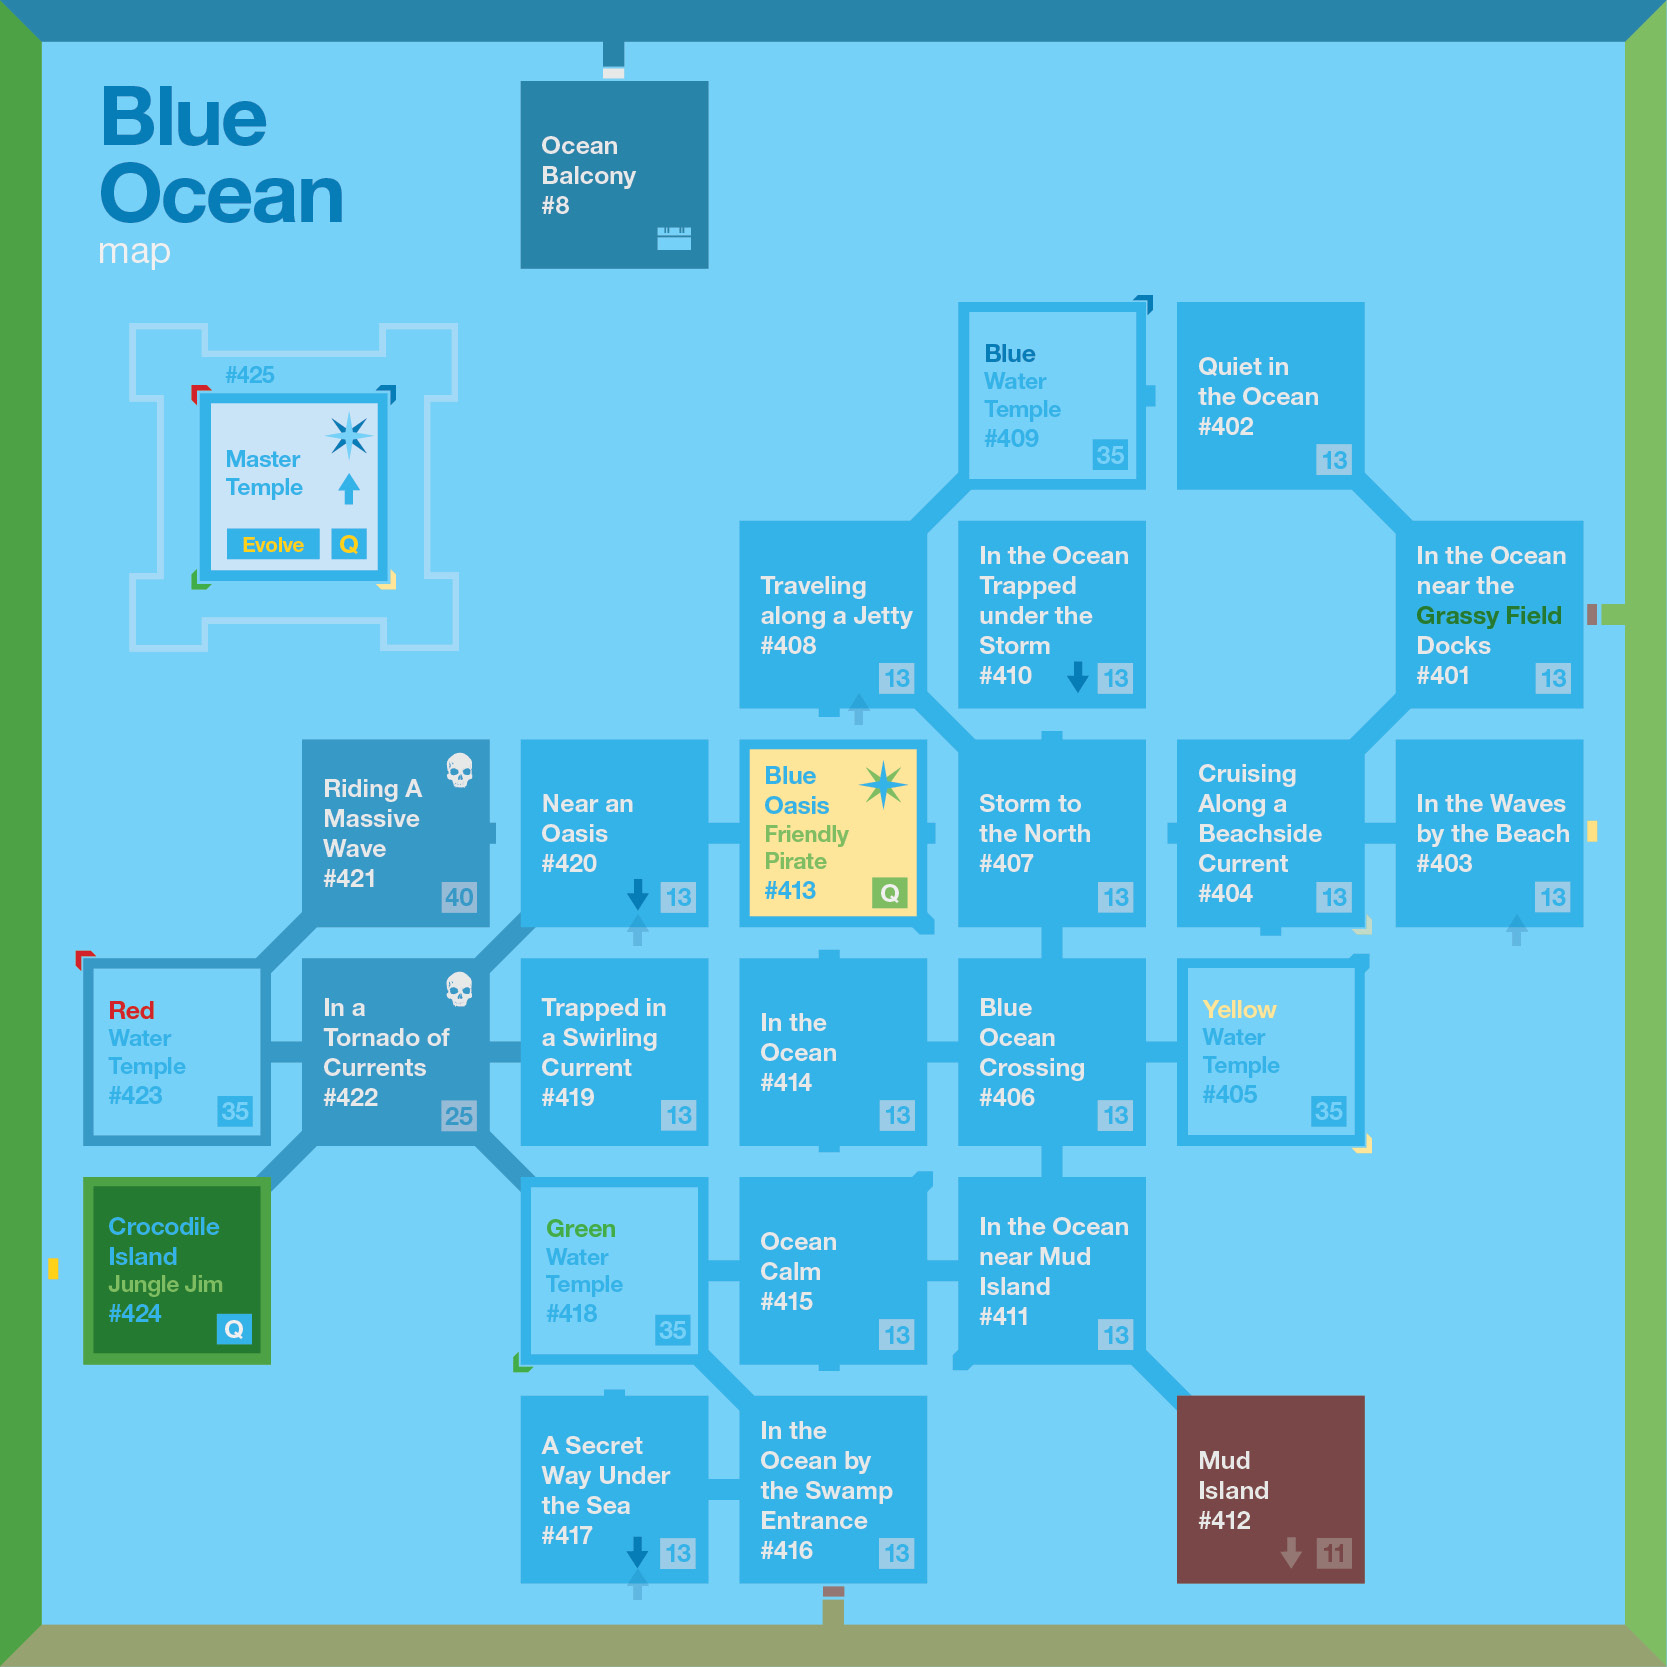 Blue
Ocean
map
Ocean
Balcony
#8
#425
Master
Temple
Evolve
Q
Blue
Water
Temple
#409
35
Quiet in
the Ocean
#402
13
Traveling
along a Jetty
#408
13
In the Ocean
Trapped
under the
Storm
#410
13
In the Ocean
near the
Grassy Field
Docks
#401
13
Riding A
Massive
Wave
#421
40
Near an
Oasis
#420
13
Blue
Oasis
Friendly
Pirate
#413
Q
Storm to
the North
#407
13
Cruising
Along a
Beachside
Current
#404
13
In the Waves
by the Beach
#403
13
Red
Water
Temple
#423
35
In a
Tornado of
Currents
#422
25
Trapped in
a Swirling
Current
#419
13
In the
Ocean
#414
13
Blue
Ocean
Crossing
#406
13
Yellow
Water
Temple
#405
35
Crocodile
Island
Jungle Jim
#424
Q
Green
Water
Temple
#418
35
Ocean
Calm
#415
13
In the Ocean
near Mud
Island
#411
13
A Secret
Way Under
the Sea
#417
13
In the
Ocean by
the Swamp
Entrance
#416
13
Mud
Island
#412
11